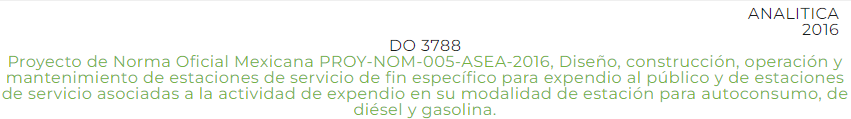 ANALITICA
2016
DO 3788
Proyecto de Norma Oficial Mexicana PROY-NOM-005-ASEA-2016, Diseño, construcción, operación y
mantenimiento de estaciones de servicio de fin específico para expendio al público y de estaciones
de servicio asociadas a la actividad de expendio en su modalidad de estación para autoconsumo, de
diésel y gasolina.